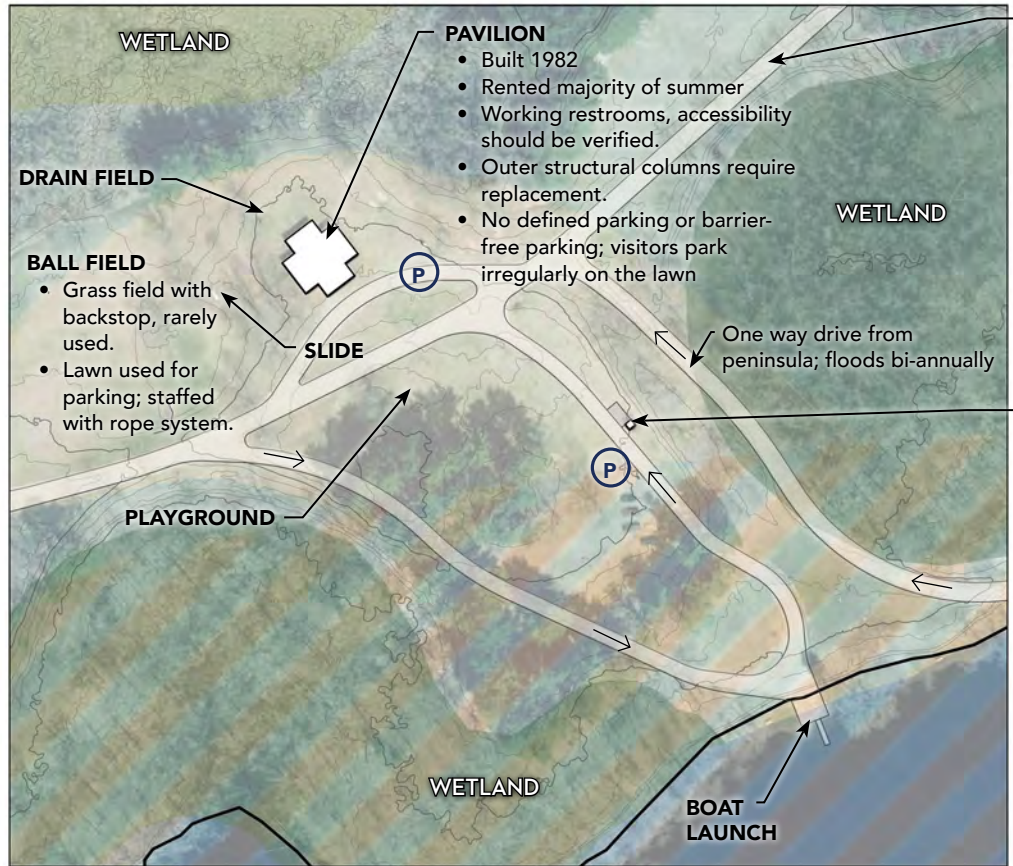 WETLAND
PAVILION
• Built 1982
• Rented majority of summer
• Working restrooms, accessibility
should be verified.
• Outer structural columns require
replacement.
• No defined parking or barrier-
free parking; visitors park
irregularly on the lawn
DRAIN FIELD
WETLAND
BALL FIELD
• Grass field with
backstop, rarely
used.
• Lawn used for
parking; staffed
with rope system.
P
SLIDE
One way drive from
peninsula; floods bi-annually
P
PLAYGROUND
WETLAND
BOAT
LAUNCH